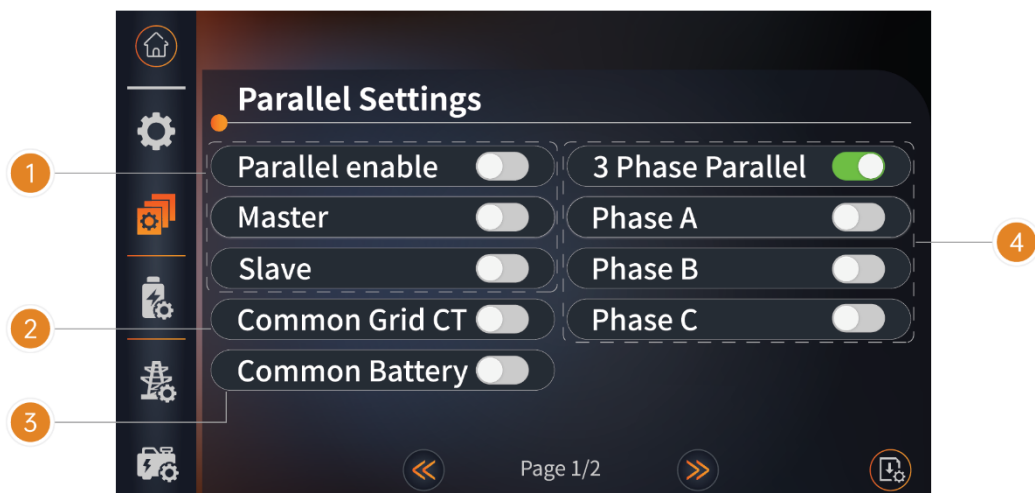 Parallel Settings
1
Parallel enable
Master
Slave
2
Common Grid CT
3
Common Battery
3 Phase Parallel
Phase A
Phase B
Phase C
4
Page 1/2